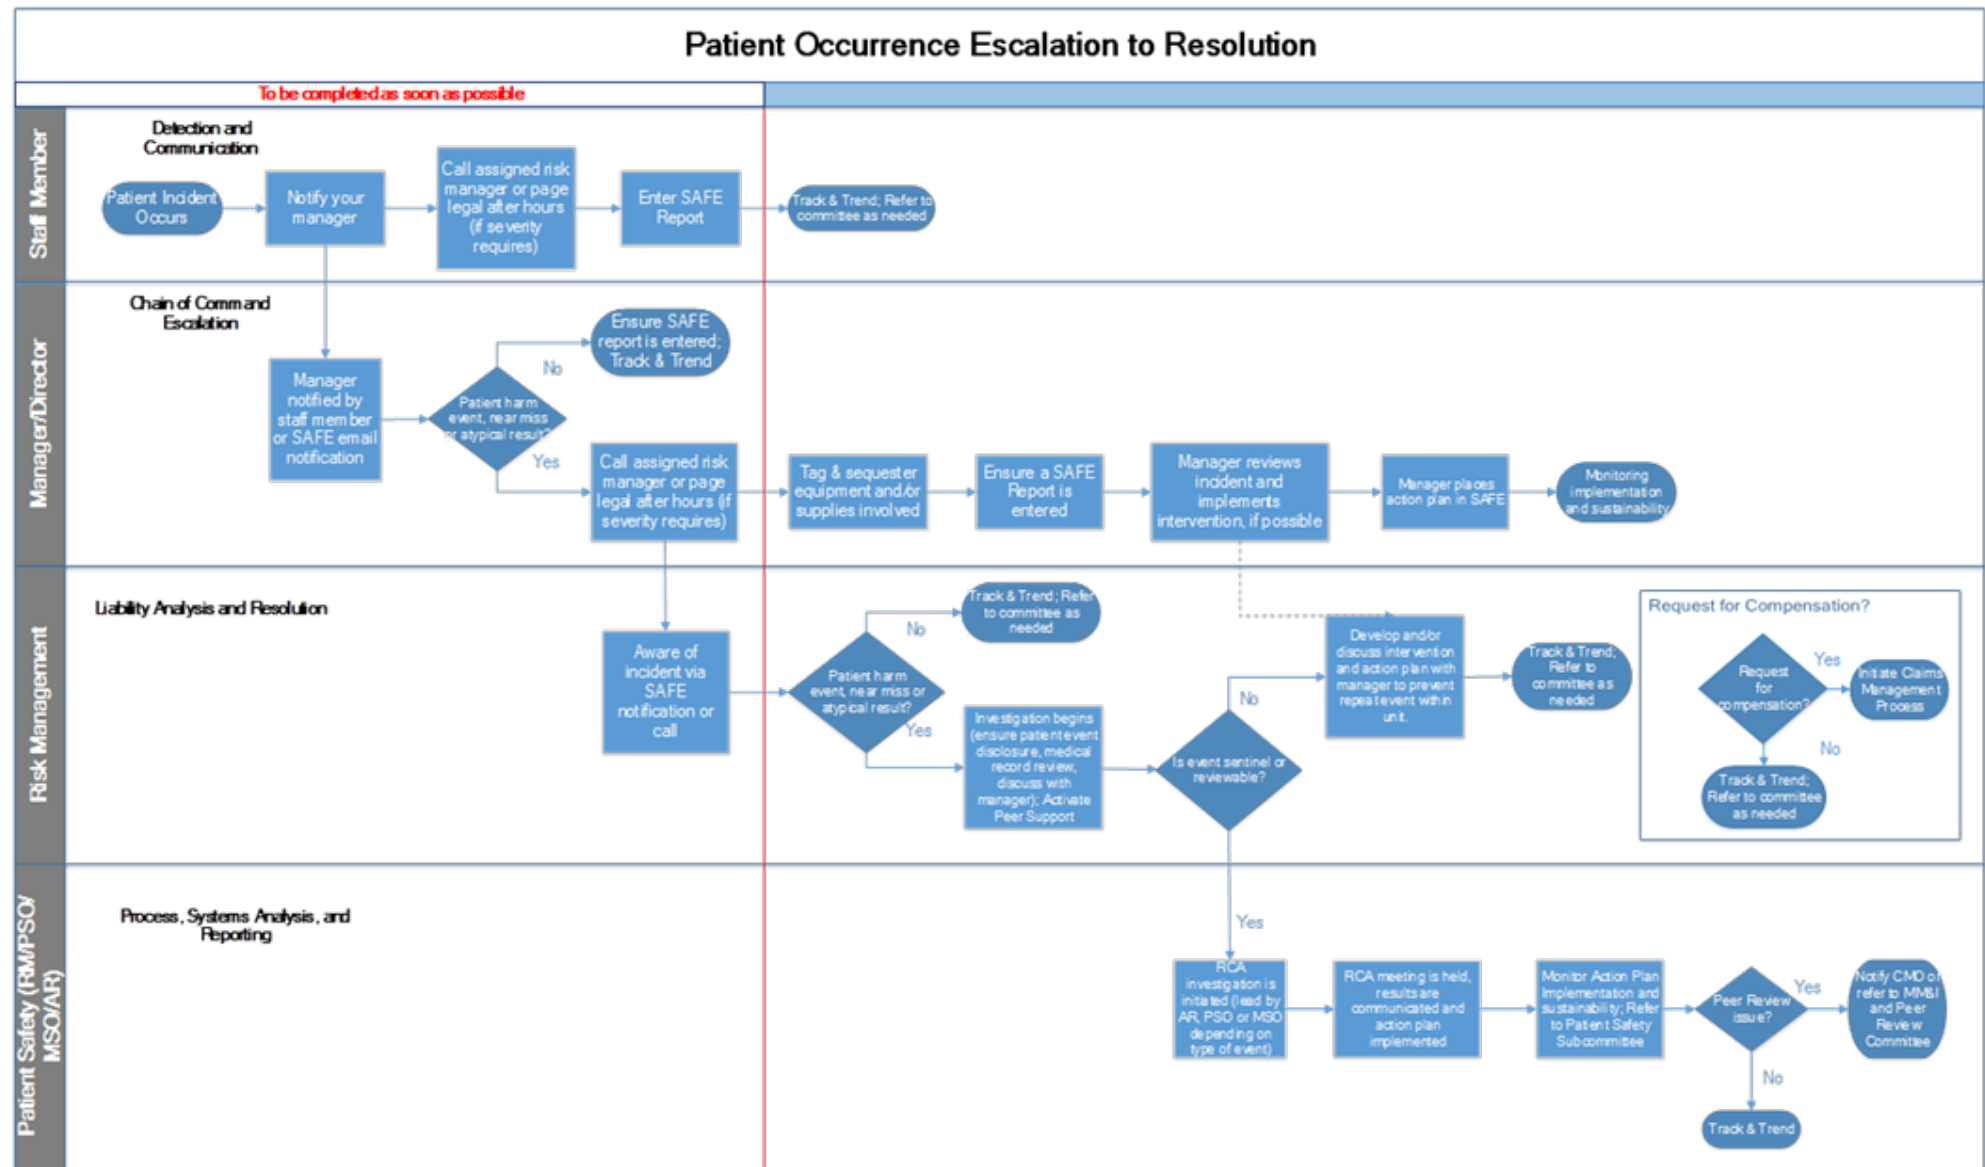 Patient Occurrence Escalation to Resolution
To be completed as soon as possible
Staff Member
Detection and
Communication
Patient Incident
Occurs
Notify your
manager
Call assigned risk
manager or page
legal after hours
(if severity
requires)
Enter SAFE
Report
Track & Trend; Refer to
committee as needed
Manager/Director
Chain of Command
Escalation
Manager
notified by
staff member
or SAFE email
notification
Patient harm
event, near miss
or atypical result?
No
Ensure SAFE
report is entered;
Track & Trend
Yes
Call assigned risk
manager or page
legal after hours (if
severity requires)
Tag & sequester
equipment and/or
supplies involved
Ensure a SAFE
Report is
entered
Manager reviews
incident and
implements
intervention, if possible
Manager places
action plan in SAFE
Monitoring
implementation
and sustainability
Risk Management
Liability Analysis and Resolution
Aware of
incident via
SAFE
notification or
call
Patient harm
event, near miss or
atypical result?
No
Track & Trend; Refer
to committee as
needed
Yes
Investigation begins
(ensure patient event
disclosure, medical
record review,
discuss with
manager); Activate
Peer Support
Is event sentinel or
reviewable?
No
Develop and/or
discuss intervention
and action plan with
manager to prevent
repeat event within
unit.
Track & Trend;
Refer to
committee as
needed
Request for Compensation?
Request
for
compensation?
Yes
Initiate Claims
Management
Process
No
Track & Trend;
Refer to committee
as needed
Patient Safety (RM/PSO/
MSO/AR)
Process, Systems Analysis, and
Reporting
Yes
RCA
investigation is
initiated (lead by
AR, PSO or MSO
depending on
type of event)
RCA meeting is held,
results are
communicated and
action plan
implemented
Monitor Action Plan
Implementation and
sustainability; Refer
to Patient Safety
Subcommittee
Peer Review
issue?
Yes
Notify CMO or
refer to MM&I
and Peer
Review
Committee
No
Track & Trend